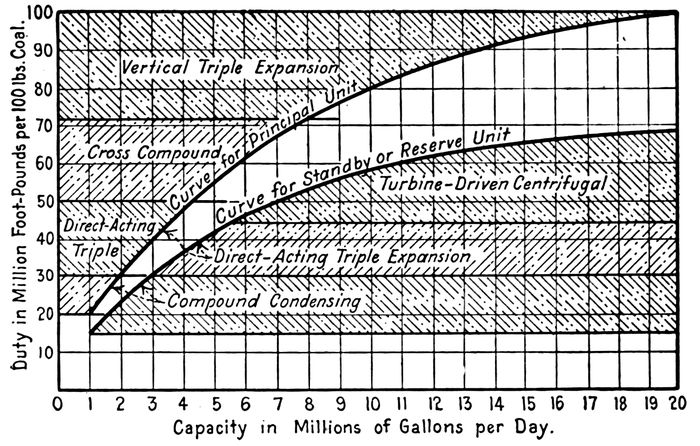 Duty in Million Foot-Pounds per 100 lbs. Coal.
100
90
80
70
60
50
40
30
20
10
Vertical Triple Expansion
Curve for Principal Unit
Cross Compound
Curve for Standby or Reserve Unit
Turbine-Driven Centrifugal
Direct-Acting
Triple
Direct-Acting Triple Expansion
Compound Condensing
0 1 2 3 4 5 6 7 8 9 10 11 12 13 14 15 16 17 18 19 20
Capacity in Millions of Gallons per Day.